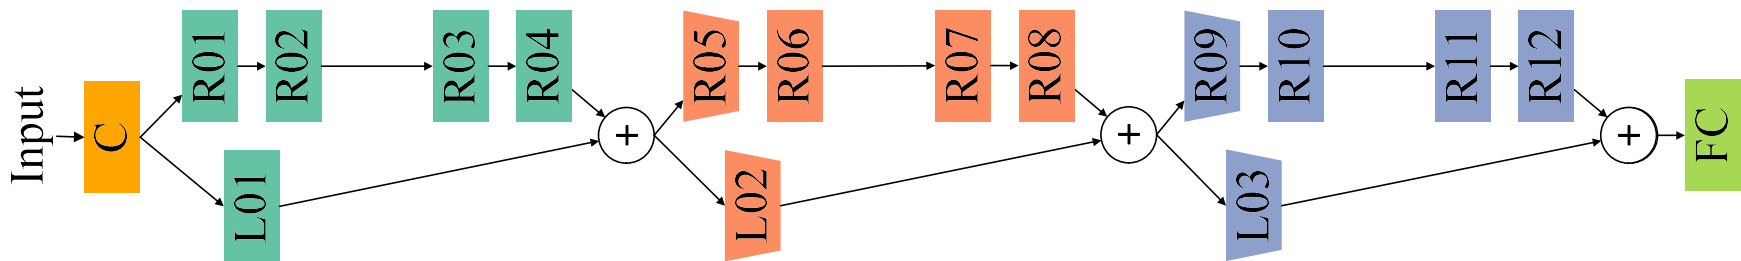 Input
C
R01
R02
R03
R04
L01
+
R05
R06
R07
R08
L02
+
R09
R10
R11
R12
L03
+
FC